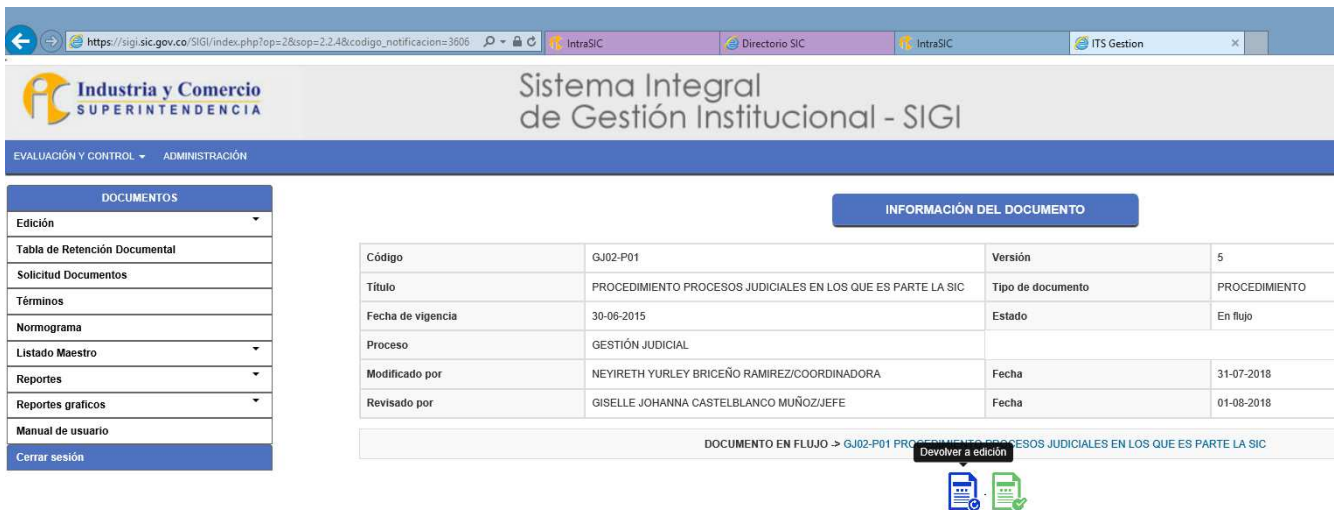 https://sigi.sic.gov.co/SIGI/index.php?op=2&sop=2.2.4&codigo_notificacion=3606
IntraSIC
Directorio SIC
IntraSIC
ITS Gestion
Industria y Comercio
SUPERINTENDENCIA
Sistema Integral
de Gestión Institucional - SIGI
EVALUACIÓN Y CONTROL
ADMINISTRACIÓN
DOCUMENTOS
Edición
Tabla de Retención Documental
Solicitud Documentos
Términos
Normograma
Listado Maestro
Reportes
Reportes graficos
Manual de usuario
Cerrar sesión
INFORMACIÓN DEL DOCUMENTO
Código GJ02-P01 Versión 5
Título PROCEDIMIENTO PROCESOS JUDICIALES EN LOS QUE ES PARTE LA SIC Tipo de documento PROCEDIMIENTO
Fecha de vigencia 30-06-2015 Estado En flujo
Proceso GESTIÓN JUDICIAL
Modificado por NEYIRETH YURLEY BRICEÑO RAMIREZ/COORDINADORA Fecha 31-07-2018
Revisado por GISELLE JOHANNA CASTELBLANCO MUÑOZ/JEFE Fecha 01-08-2018
DOCUMENTO EN FLUJO -> GJ02-P01 PROCEDIMIENTO PROCESOS JUDICIALES EN LOS QUE ES PARTE LA SIC
Devolver a edición